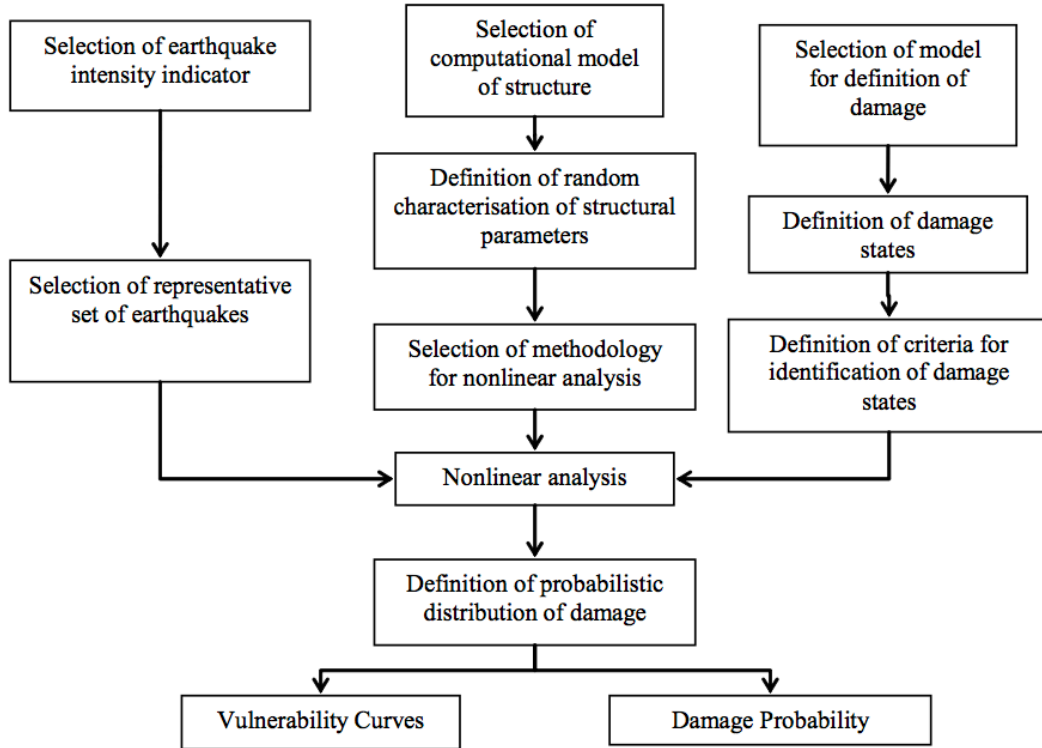 Selection of earthquake
intensity indicator
Selection of
computational model
of structure
Selection of model
for definition of
damage
Definition of random
characterisation of structural
parameters
Definition of damage
states
Selection of representative
set of earthquakes
Selection of methodology
for nonlinear analysis
Definition of criteria for
identification of damage
states
Nonlinear analysis
Definition of probabilistic
distribution of damage
Vulnerability Curves
Damage Probability